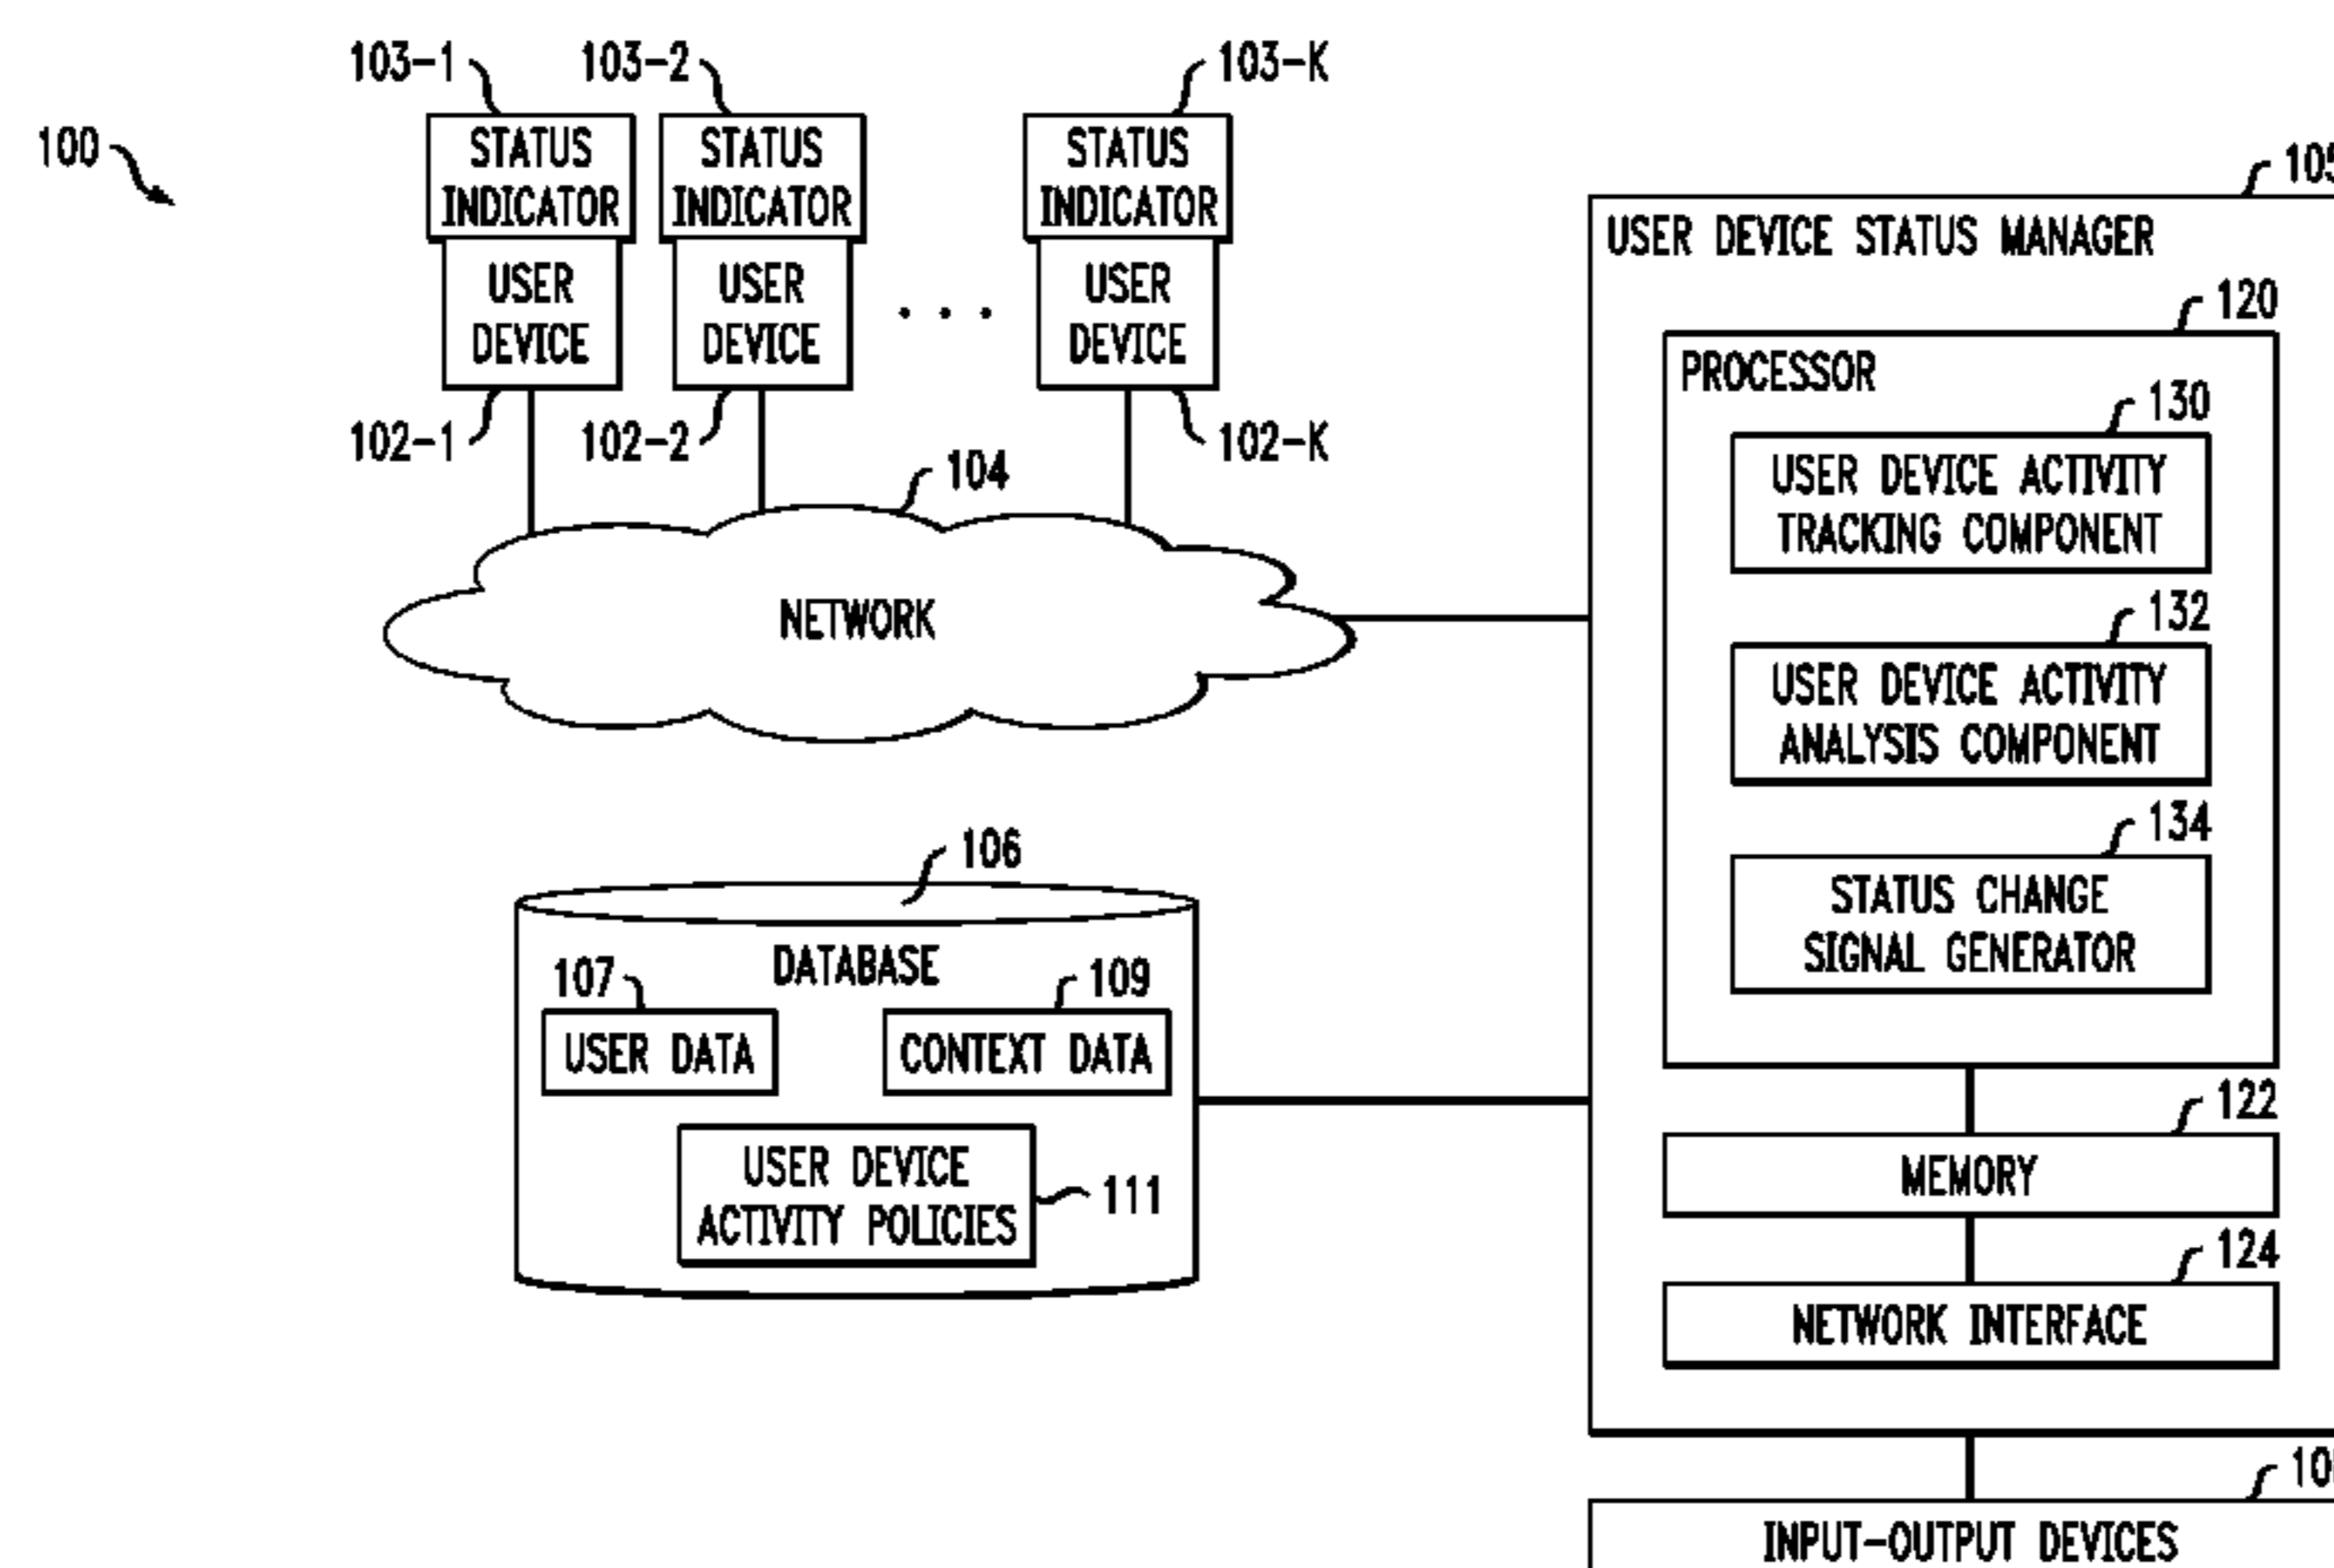 103-1
103-2
103-K
100
STATUS
INDICATOR
STATUS
INDICATOR
STATUS
INDICATOR
USER
DEVICE
USER
DEVICE
. . .
USER
DEVICE
102-1
102-2
102-K
104
NETWORK
106
DATABASE
107
109
USER DATA
CONTEXT DATA
USER DEVICE
ACTIVITY POLICIES
111
105
USER DEVICE STATUS MANAGER
120
PROCESSOR
130
USER DEVICE ACTIVITY
TRACKING COMPONENT
132
USER DEVICE ACTIVITY
ANALYSIS COMPONENT
134
STATUS CHANGE
SIGNAL GENERATOR
122
MEMORY
124
NETWORK INTERFACE
INPUT-OUTPUT DEVICES